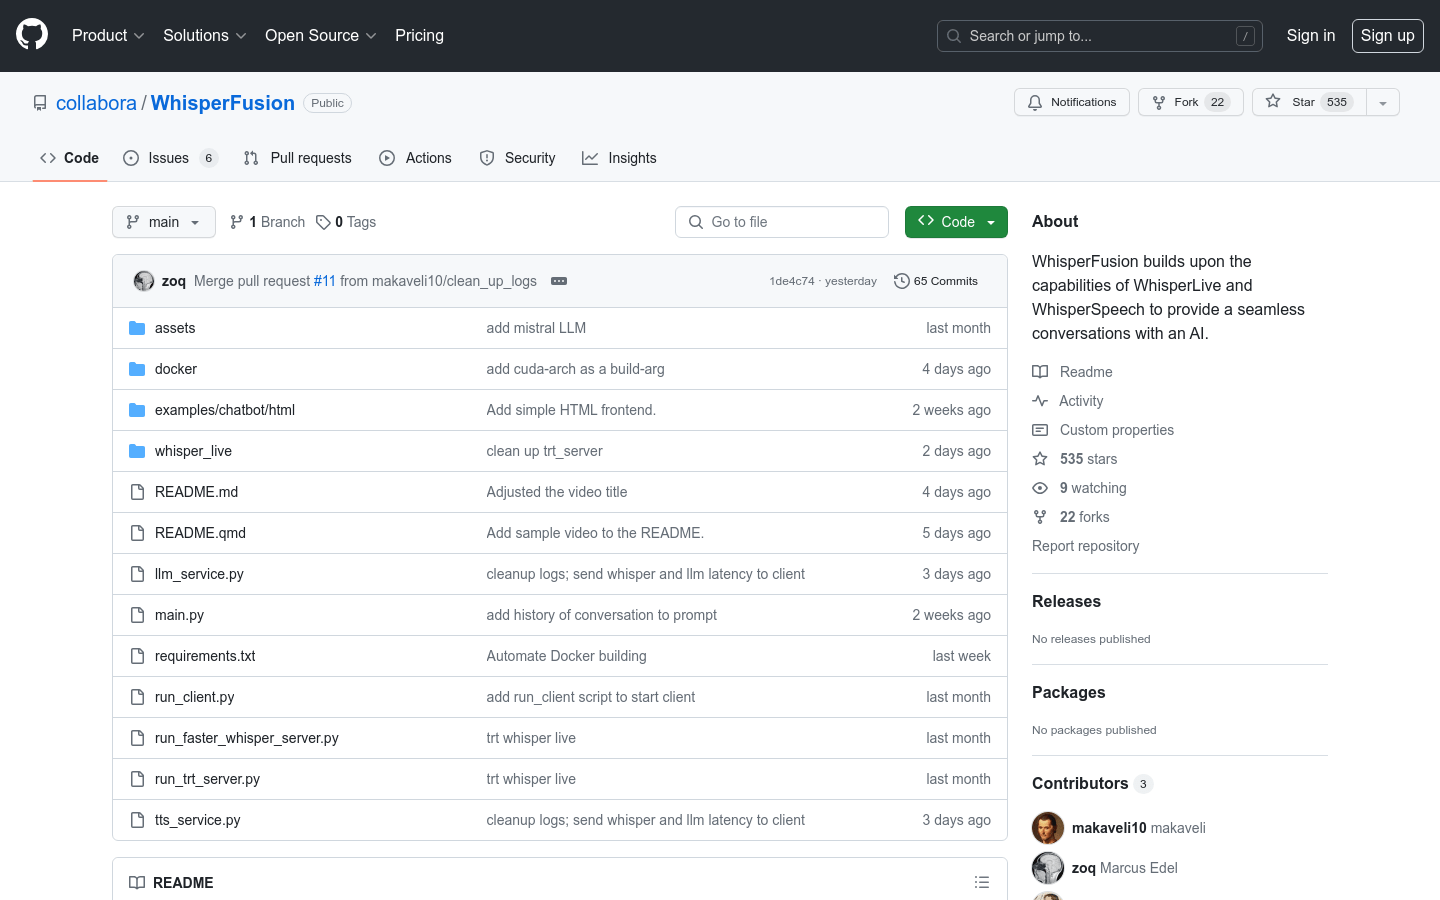 Product Solutions Open Source Pricing Search or jump to... / Sign in Sign up
collabora / WhisperFusion Public Notifications Fork 22 Star 535
Code Issues 6 Pull requests Actions Security Insights
main 1 Branch 0 Tags Go to file Code
zoq Merge pull request #11 from makaveli10/clean_up_logs 1de4c74 · yesterday 65 Commits
assets add mistral LLM last month
docker add cuda-arch as a build-arg 4 days ago
examples/chatbot/html Add simple HTML frontend. 2 weeks ago
whisper_live clean up trt_server 2 days ago
README.md Adjusted the video title 4 days ago
README.qmd Add sample video to the README. 5 days ago
llm_service.py cleanup logs; send whisper and llm latency to client 3 days ago
main.py add history of conversation to prompt 2 weeks ago
requirements.txt Automate Docker building last week
run_client.py add run_client script to start client last month
run_faster_whisper_server.py trt whisper live last month
run_trt_server.py trt whisper live last month
tts_service.py cleanup logs; send whisper and llm latency to client 3 days ago
README
About
WhisperFusion builds upon the
capabilities of WhisperLive and
WhisperSpeech to provide a seamless
conversations with an AI.
Readme
Activity
Custom properties
535 stars
9 watching
22 forks
Report repository
Releases
No releases published
Packages
No packages published
Contributors 3
makaveli10 makaveli
zoq Marcus Edel